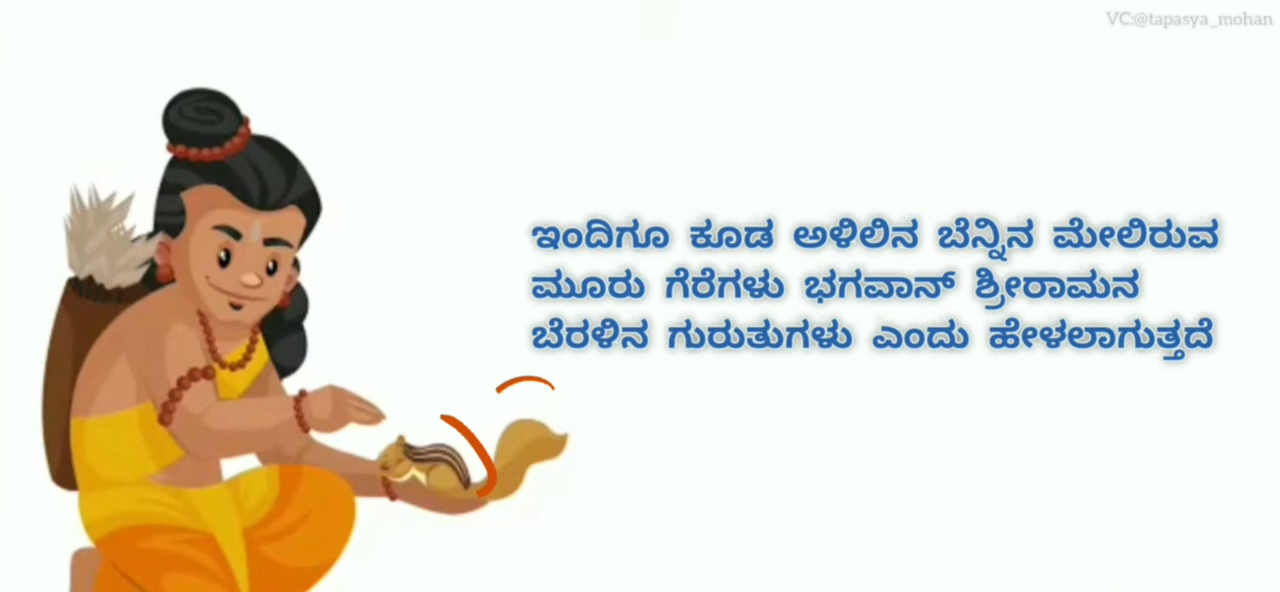 VC:@tapasya_mohan
ಇಂದಿಗೂ ಕೂಡ ಅಳಿಲಿನ ಬೆನ್ನಿನ ಮೇಲಿರುವ
ಮೂರು ಗೆರೆಗಳು ಭಗವಾನ್ ಶ್ರೀರಾಮನ
ಬೆರಳಿನ ಗುರುತುಗಳು ಎಂದು ಹೇಳಲಾಗುತ್ತದೆ